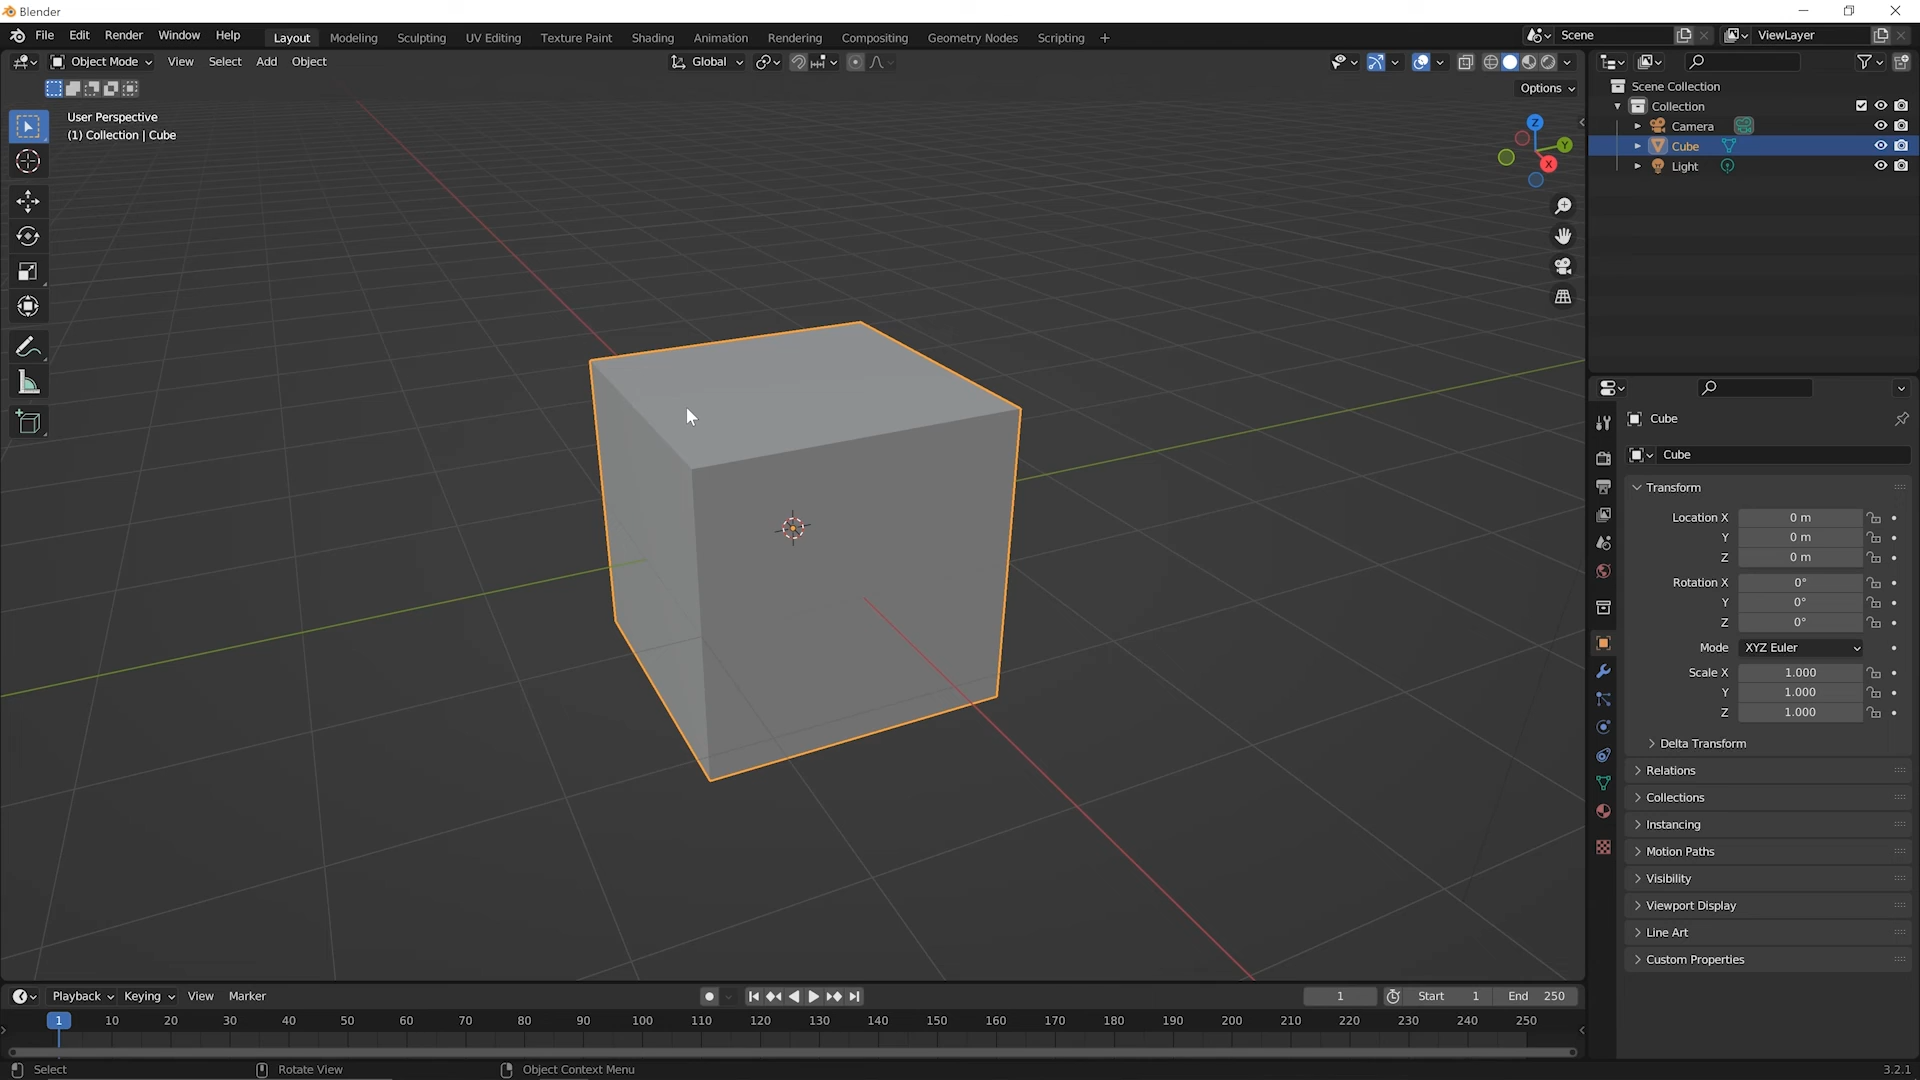 Blender
File Edit Render Window Help Layout Modeling Sculpting UV Editing Texture Paint Shading Animation Rendering Compositing Geometry Nodes Scripting + Scene ViewLayer
Object Mode View Select Add Object Global
Options
User Perspective
(1) Collection | Cube
Z
Y
X
Scene Collection
Collection
Camera
Cube
Light
Cube
Cube
Transform
Location X 0 m
Y 0 m
Z 0 m
Rotation X 0°
Y 0°
Z 0°
Mode XYZ Euler
Scale X 1.000
Y 1.000
Z 1.000
Delta Transform
Relations
Collections
Instancing
Motion Paths
Visibility
Viewport Display
Line Art
Custom Properties
Playback Keying View Marker 1 Start 1 End 250
1 10 20 30 40 50 60 70 80 90 100 110 120 130 140 150 160 170 180 190 200 210 220 230 240 250
Select Rotate View Object Context Menu 3.2.1